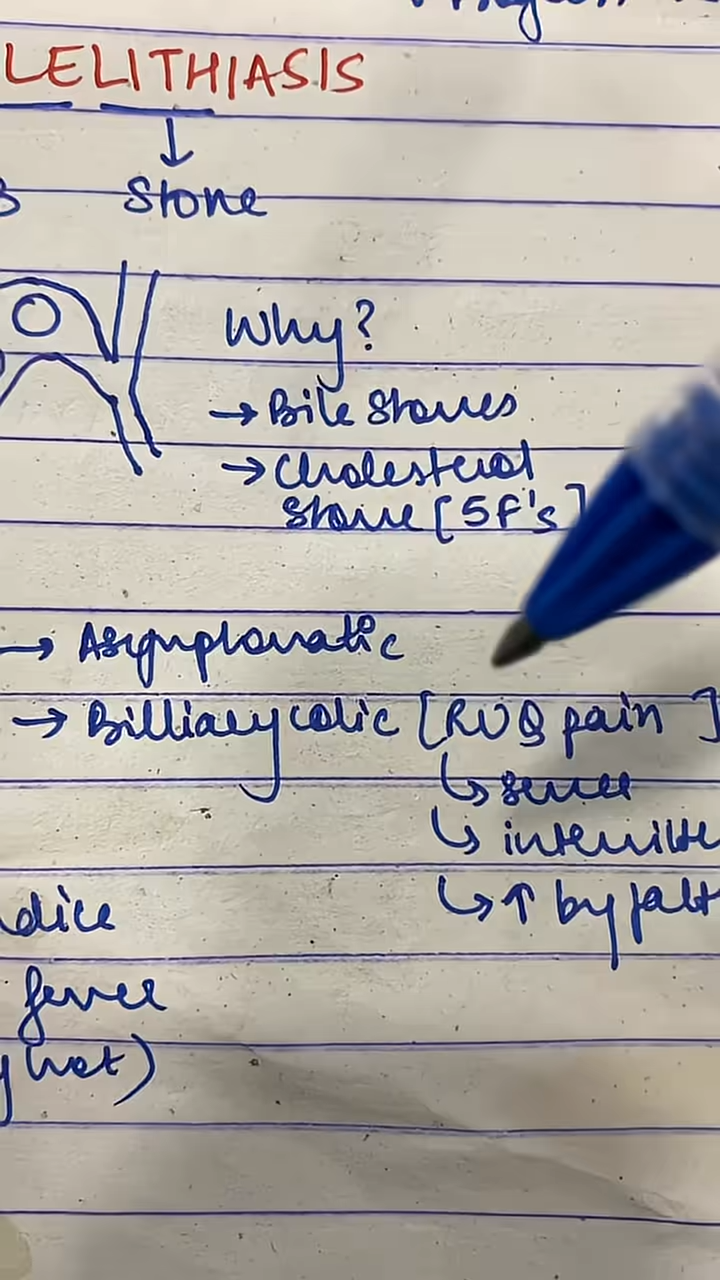 LELITHIASIS
↓
Stone
Why?
→ Bile Stones
→ Cholesterol
Stone [5F's]
→ Asymptomatic
→ Billiary colic [RUQ pain]
↳ severe
↳ intermitte
↳ ↑ by fatt
dice
fever